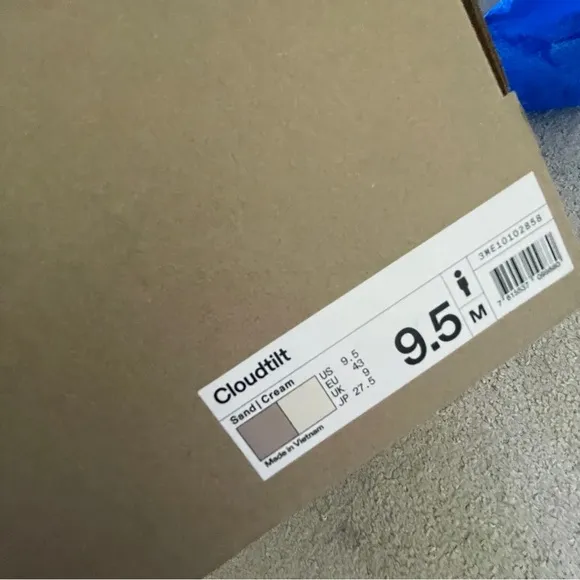 Cloudtilt
Sand | Cream
Made in Vietnam
US 9.5
EU 43
UK 9
JP 27.5
9.5
M
3ME10102858